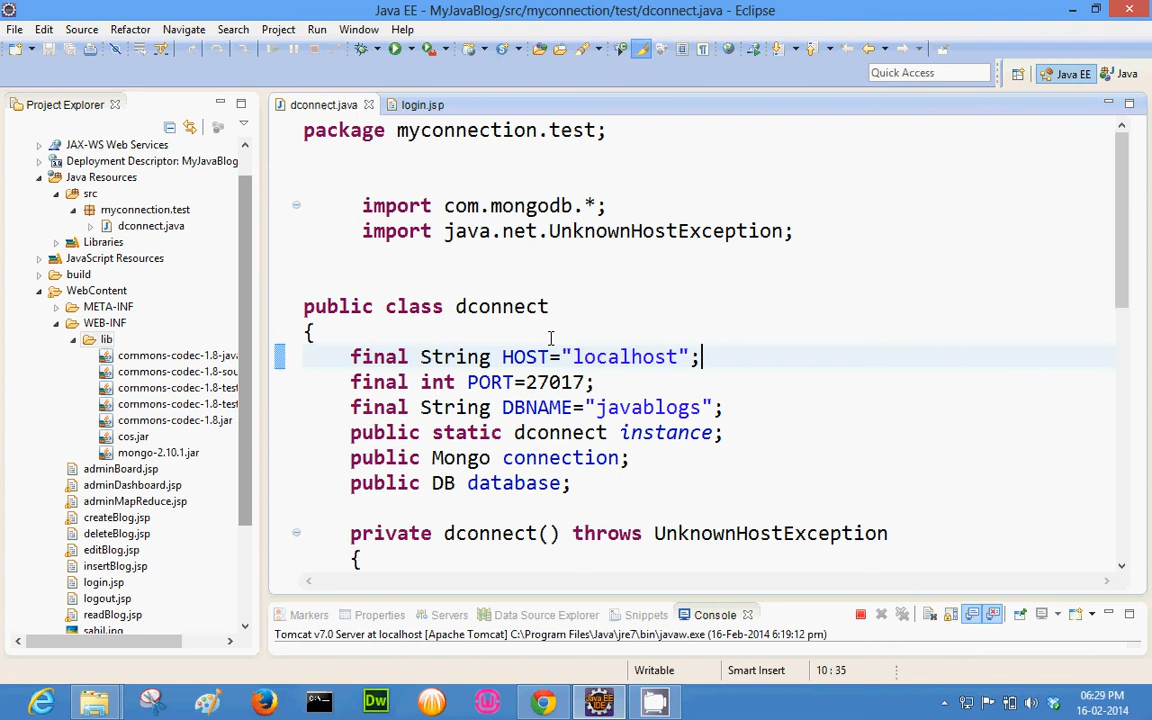 Java EE - MyJavaBlog/src/myconnection/test/dconnect.java - Eclipse
File Edit Source Refactor Navigate Search Project Run Window Help
Quick Access
Java EE
Java
Project Explorer
dconnect.java
login.jsp
JAX-WS Web Services
Deployment Descriptor: MyJavaBlog
Java Resources
src
myconnection.test
dconnect.java
Libraries
JavaScript Resources
build
WebContent
META-INF
WEB-INF
lib
commons-codec-1.8-java
commons-codec-1.8-sou
commons-codec-1.8-test
commons-codec-1.8-test
commons-codec-1.8.jar
cos.jar
mongo-2.10.1.jar
adminBoard.jsp
adminDashboard.jsp
adminMapReduce.jsp
createBlog.jsp
deleteBlog.jsp
editBlog.jsp
insertBlog.jsp
login.jsp
logout.jsp
readBlog.jsp
sahil.jpg
package myconnection.test;
import com.mongodb.*;
import java.net.UnknownHostException;
public class dconnect
{
final String HOST="localhost";
final int PORT=27017;
final String DBNAME="javablogs";
public static dconnect instance;
public Mongo connection;
public DB database;
private dconnect() throws UnknownHostException
{
Markers Properties Servers Data Source Explorer Snippets Console
Tomcat v7.0 Server at localhost [Apache Tomcat] C:\Program Files\Java\jre7\bin\javaw.exe (16-Feb-2014 6:19:12 pm)
Writable
Smart Insert
10 : 35
Dw
Java EE
IDE
06:29 PM
16-02-2014